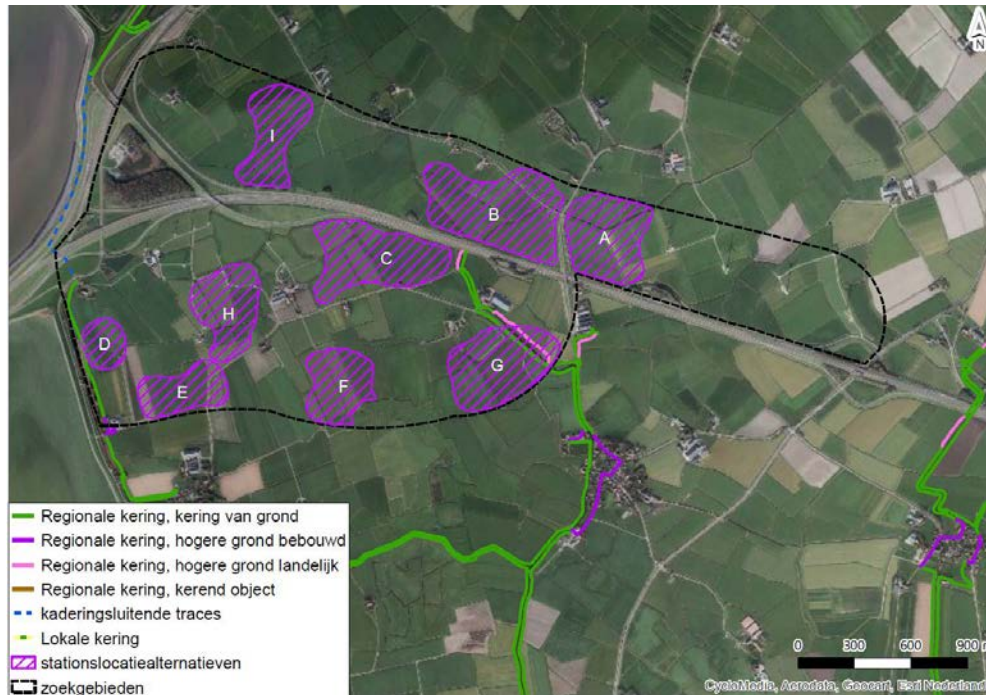 N
I
B
A
C
H
D
G
F
E
Regionale kering, kering van grond
Regionale kering, hogere grond bebouwd
Regionale kering, hogere grond landelijk
Regionale kering, kerend object
kaderingsluitende traces
Lokale kering
stationslocatiealternatieven
zoekgebieden
0 300 600 900 m
CycloMedia, Aerodata, Geocart, Esri Nederland